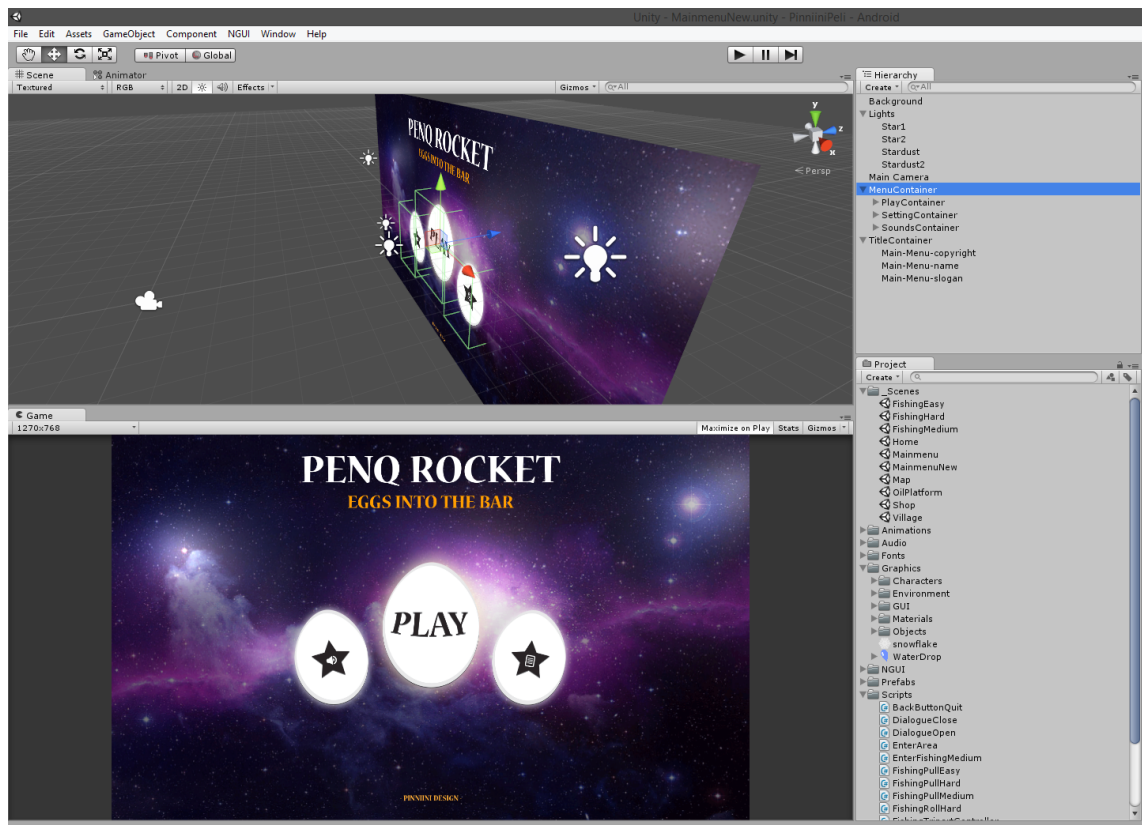 Unity - MainmenuNew.unity - PinniiniPeli - Android
File Edit Assets GameObject Component NGUI Window Help
Pivot Global
Scene Animator
Textured RGB 2D Effects Gizmos All
y
z
x
Persp
PENQ ROCKET
EGGS INTO THE BAR
PLAY
Game
1270x768 Maximize on Play Stats Gizmos
PENQ ROCKET
EGGS INTO THE BAR
PLAY
PINNIINI DESIGN
Hierarchy
Create All
Background
Lights
Star1
Star2
Stardust
Stardust2
Main Camera
MenuContainer
PlayContainer
SettingContainer
SoundsContainer
TitleContainer
Main-Menu-copyright
Main-Menu-name
Main-Menu-slogan
Project
Create
_Scenes
FishingEasy
FishingHard
FishingMedium
Home
Mainmenu
MainmenuNew
Map
OilPlatform
Shop
Village
Animations
Audio
Fonts
Graphics
Characters
Environment
GUI
Materials
Objects
snowflake
WaterDrop
NGUI
Prefabs
Scripts
BackButtonQuit
DialogueClose
DialogueOpen
EnterArea
EnterFishingMedium
FishingPullEasy
FishingPullHard
FishingPullMedium
FishingRollHard